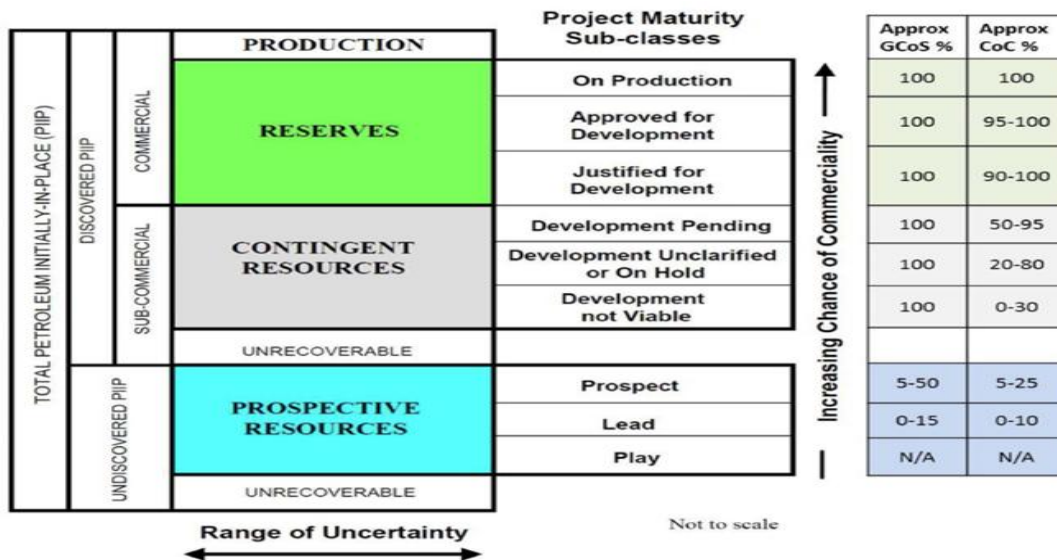 Project Maturity
Sub-classes
Approx
GCoS %
Approx
CoC %
TOTAL PETROLEUM INITIALLY-IN-PLACE (PIIP)
DISCOVERED PIIP
UNDISCOVERED PIIP
COMMERCIAL
SUB-COMMERCIAL
PRODUCTION
RESERVES
CONTINGENT
RESOURCES
UNRECOVERABLE
PROSPECTIVE
RESOURCES
UNRECOVERABLE
On Production
Approved for
Development
Justified for
Development
Development Pending
Development Unclarified
or On Hold
Development
not Viable
Prospect
Lead
Play
Increasing Chance of Commerciality
100 100
100 95-100
100 90-100
100 50-95
100 20-80
100 0-30
5-50 5-25
0-15 0-10
N/A N/A
Range of Uncertainty
Not to scale